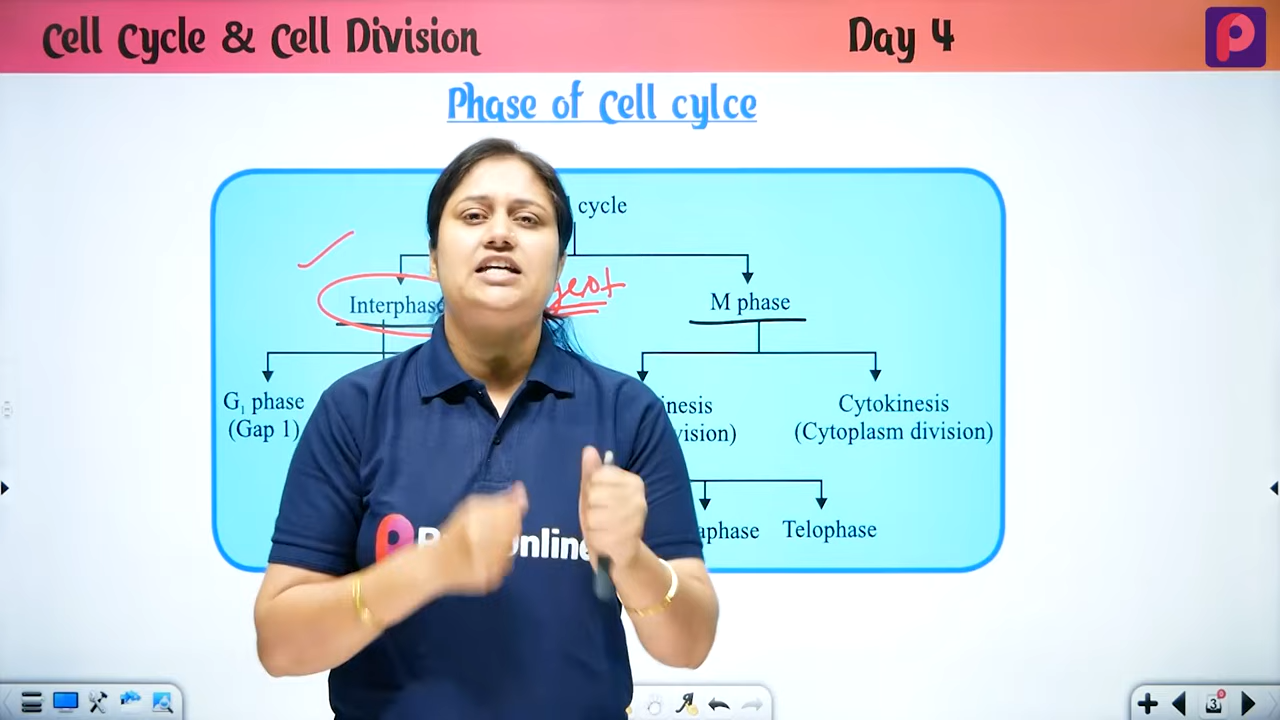 Cell Cycle & Cell Division
Day 4
Phase of Cell cylce
cycle
Interphase
M phase
G₁ phase
(Gap 1)
Cytokinesis
(Cytoplasm division)
Telophase
3